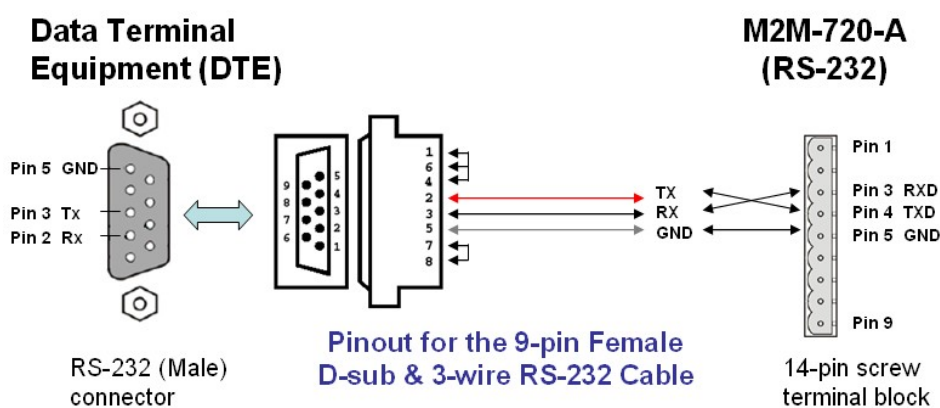 Data Terminal
Equipment (DTE)
M2M-720-A
(RS-232)
Pin 5 GND
Pin 3 Tx
Pin 2 Rx
9
8
7
6
5
4
3
2
1
1
6
4
2
3
5
7
8
TX
RX
GND
Pin 1
Pin 3 RXD
Pin 4 TXD
Pin 5 GND
Pin 9
RS-232 (Male)
connector
Pinout for the 9-pin Female
D-sub & 3-wire RS-232 Cable
14-pin screw
terminal block